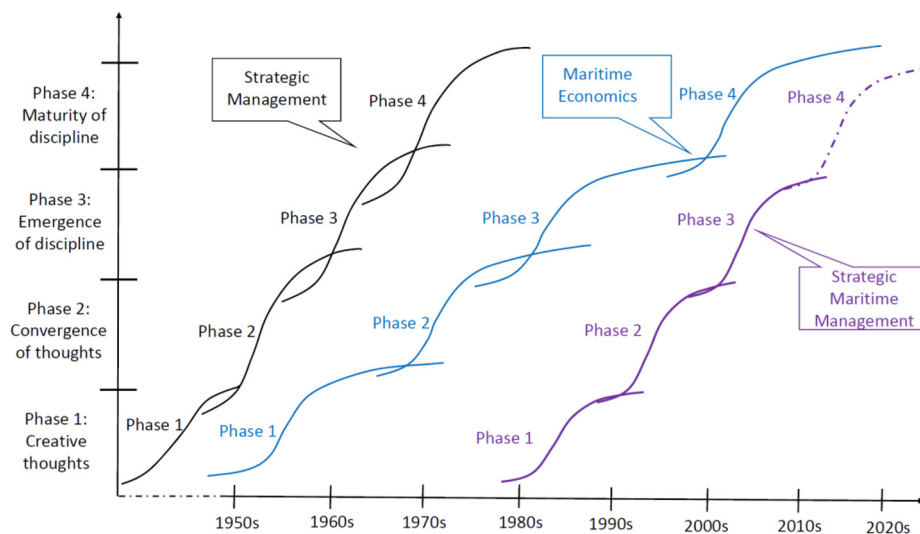 Phase 4:
Maturity of
discipline
Phase 3:
Emergence
of discipline
Phase 2:
Convergence
of thoughts
Phase 1:
Creative
thoughts
Strategic
Management
Phase 4
Phase 3
Phase 2
Phase 1
Maritime
Economics
Phase 4
Phase 3
Phase 2
Phase 1
Phase 4
Phase 3
Strategic
Maritime
Management
Phase 2
Phase 1
1950s
1960s
1970s
1980s
1990s
2000s
2010s
2020s